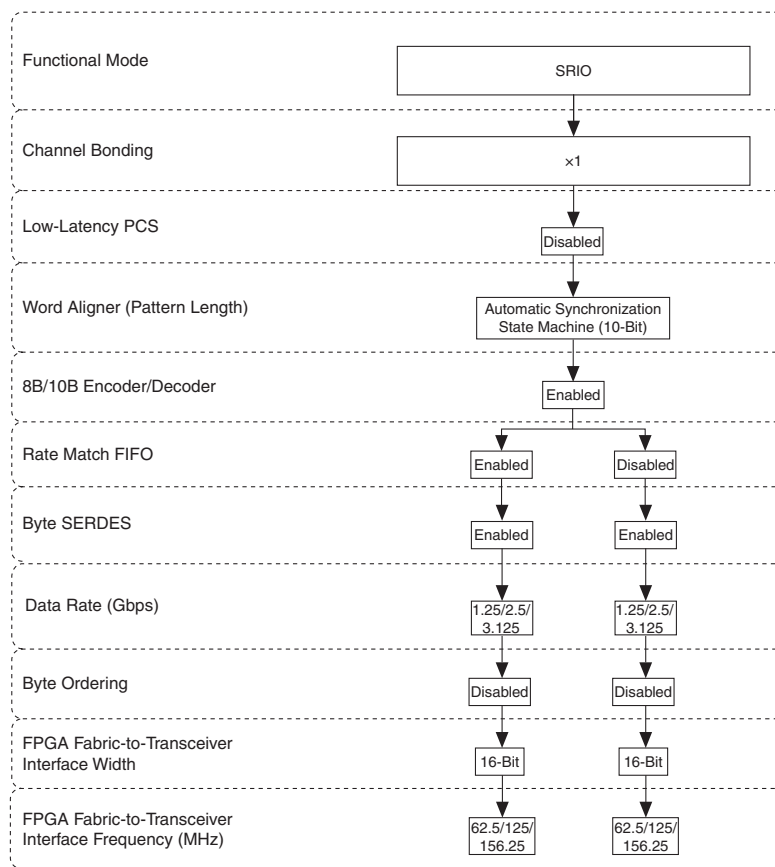 Functional Mode
SRIO
Channel Bonding
×1
Low-Latency PCS
Disabled
Word Aligner (Pattern Length)
Automatic Synchronization
State Machine (10-Bit)
8B/10B Encoder/Decoder
Enabled
Rate Match FIFO
Enabled
Disabled
Byte SERDES
Enabled
Enabled
Data Rate (Gbps)
1.25/2.5/
3.125
1.25/2.5/
3.125
Byte Ordering
Disabled
Disabled
FPGA Fabric-to-Transceiver
Interface Width
16-Bit
16-Bit
FPGA Fabric-to-Transceiver
Interface Frequency (MHz)
62.5/125/
156.25
62.5/125/
156.25